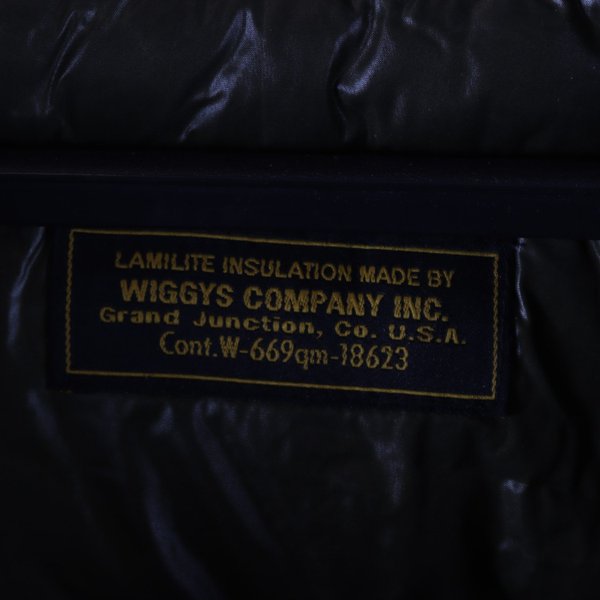 LAMILITE INSULATION MADE BY
WIGGYS COMPANY INC.
Grand Junction, Co. U.S.A.
Cont.W-669qm-18623